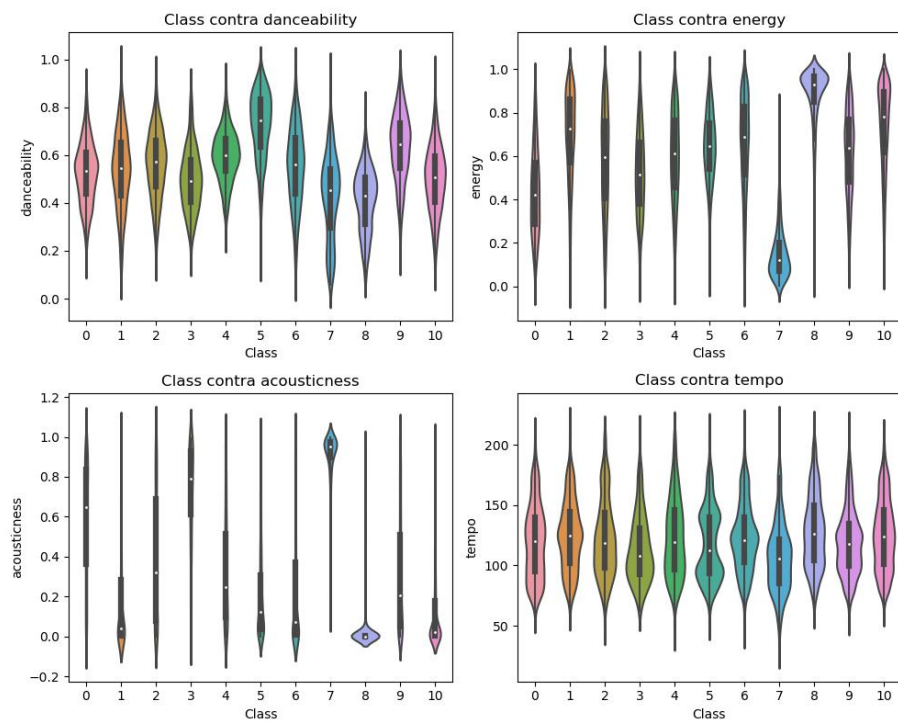 Class contra danceability
1.0
0.8
0.6
0.4
0.2
0.0
danceability
0 1 2 3 4 5 6 7 8 9 10
Class
Class contra energy
1.0
0.8
0.6
0.4
0.2
0.0
energy
0 1 2 3 4 5 6 7 8 9 10
Class
Class contra acousticness
1.2
1.0
0.8
0.6
0.4
0.2
0.0
−0.2
acousticness
0 1 2 3 4 5 6 7 8 9 10
Class
Class contra tempo
200
150
100
50
tempo
0 1 2 3 4 5 6 7 8 9 10
Class